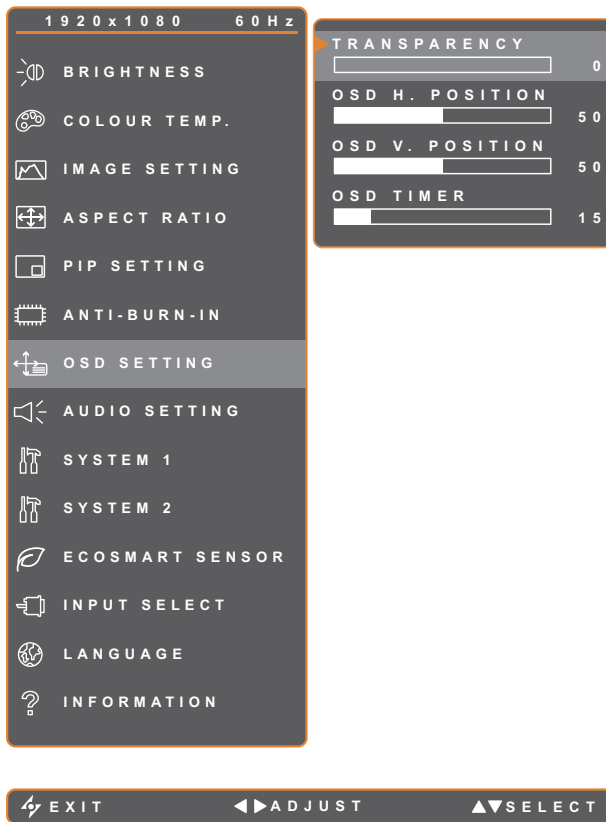 1920x1080 60Hz
BRIGHTNESS
COLOUR TEMP.
IMAGE SETTING
ASPECT RATIO
PIP SETTING
ANTI-BURN-IN
OSD SETTING
AUDIO SETTING
SYSTEM 1
SYSTEM 2
ECOSMART SENSOR
INPUT SELECT
LANGUAGE
INFORMATION
TRANSPARENCY
0
OSD H. POSITION
50
OSD V. POSITION
50
OSD TIMER
15
EXIT ADJUST SELECT